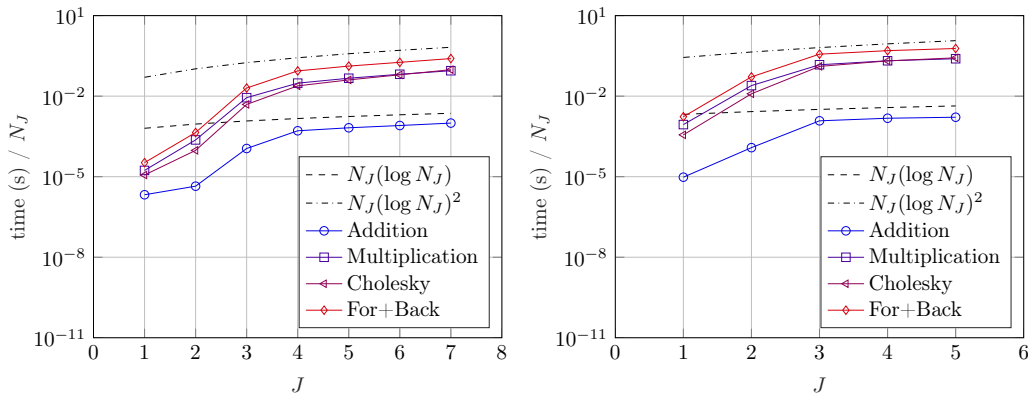 10^1
10^−2
10^−5
10^−8
10^−11
time (s) / N_J
0 1 2 3 4 5 6 7 8
J
N_J(log N_J)
N_J(log N_J)^2
Addition
Multiplication
Cholesky
For+Back
10^1
10^−2
10^−5
10^−8
10^−11
time (s) / N_J
0 1 2 3 4 5 6
J
N_J(log N_J)
N_J(log N_J)^2
Addition
Multiplication
Cholesky
For+Back